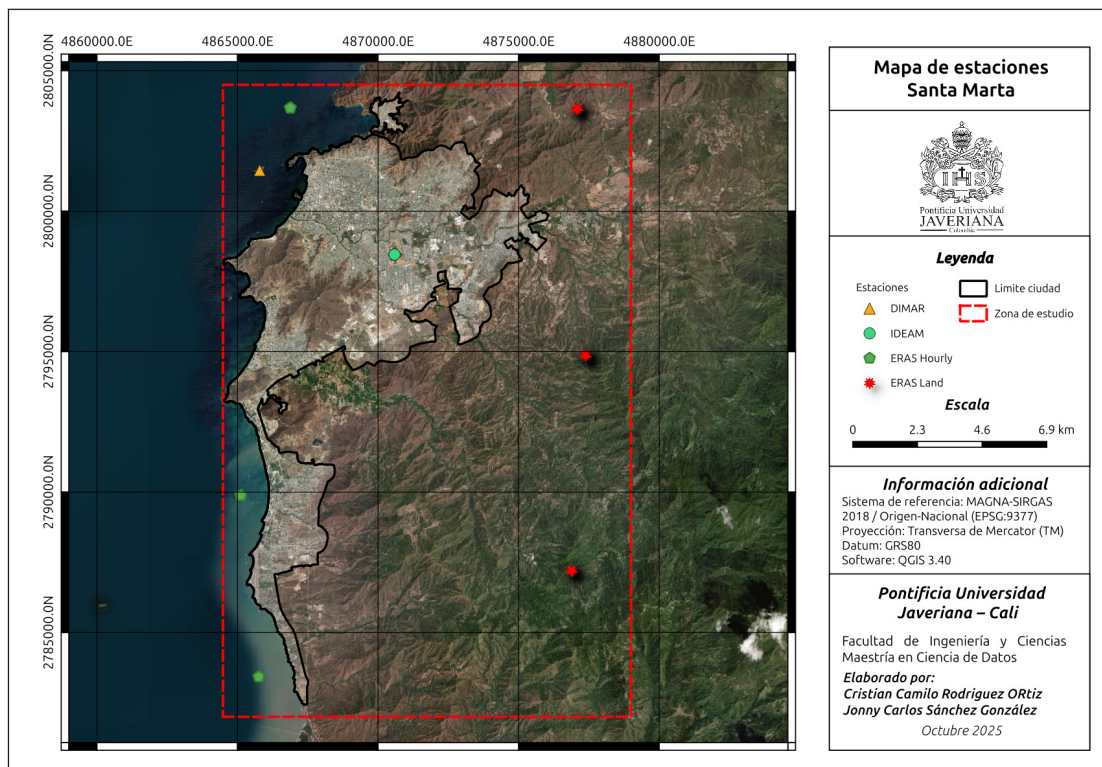 4860000.0E 4865000.0E 4870000.0E 4875000.0E 4880000.0E
2805000.0N
2800000.0N
2795000.0N
2790000.0N
2785000.0N
Mapa de estaciones
Santa Marta
IHS
Pontificia Universidad
JAVERIANA
Colombia
Leyenda
Estaciones
DIMAR
IDEAM
ERA5 Hourly
ERA5 Land
Limite ciudad
Zona de estudio
Escala
0 2.3 4.6 6.9 km
Información adicional
Sistema de referencia: MAGNA-SIRGAS
2018 / Origen-Nacional (EPSG:9377)
Proyección: Transversa de Mercator (TM)
Datum: GRS80
Software: QGIS 3.40
Pontificia Universidad
Javeriana – Cali
Facultad de Ingeniería y Ciencias
Maestría en Ciencia de Datos
Elaborado por:
Cristian Camilo Rodriguez ORtiz
Jonny Carlos Sánchez González
Octubre 2025